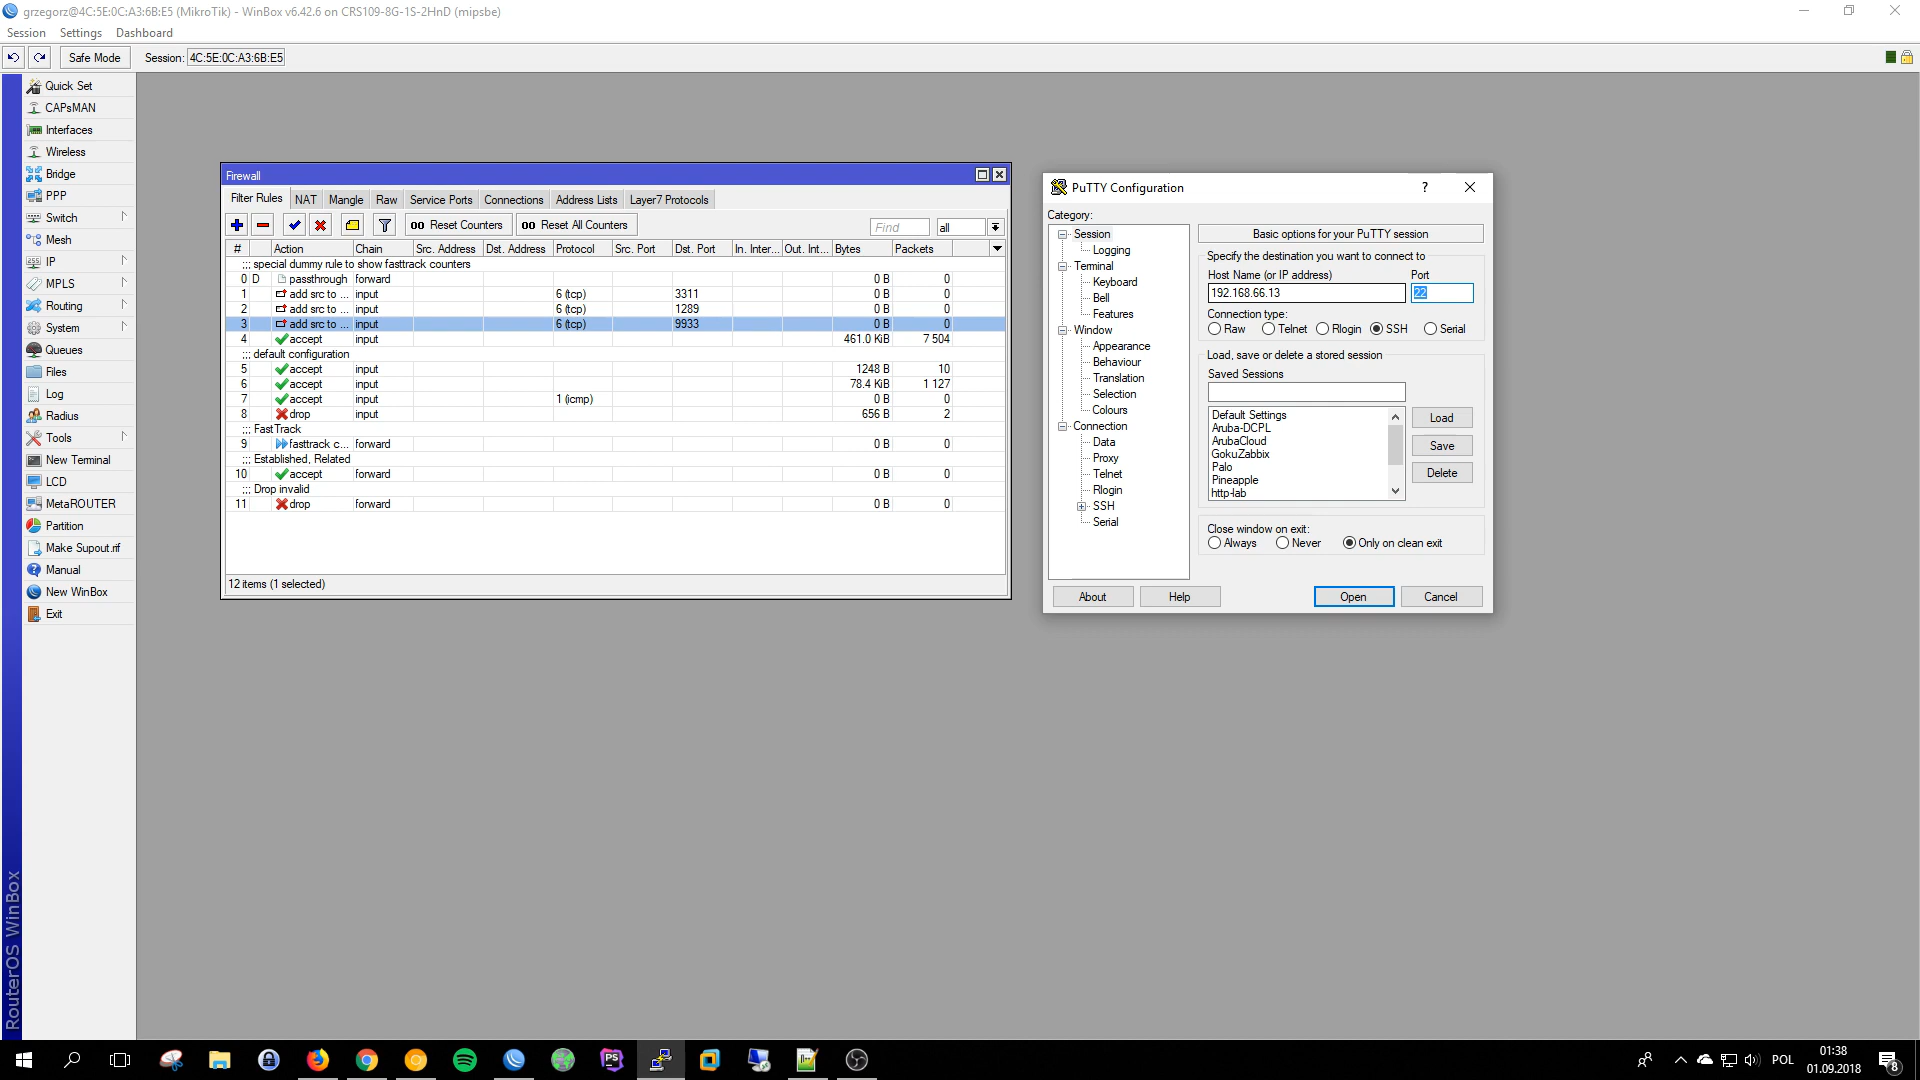 grzegorz@4C:5E:0C:A3:6B:E5 (MikroTik) - WinBox v6.42.6 on CRS109-8G-1S-2HnD (mipsbe)
Session Settings Dashboard
Safe Mode Session: 4C:5E:0C:A3:6B:E5
Quick Set
CAPsMAN
Interfaces
Wireless
Bridge
PPP
Switch
Mesh
IP
MPLS
Routing
System
Queues
Files
Log
Radius
Tools
New Terminal
LCD
MetaROUTER
Partition
Make Supout.rif
Manual
New WinBox
Exit
RouterOS WinBox
Firewall
Filter Rules NAT Mangle Raw Service Ports Connections Address Lists Layer7 Protocols
Reset Counters Reset All Counters Find all
# Action Chain Src. Address Dst. Address Protocol Src. Port Dst. Port In. Inter... Out. Int... Bytes Packets
;;; special dummy rule to show fasttrack counters
0 D passthrough forward 0 B 0
1 add src to ... input 6 (tcp) 3311 0 B 0
2 add src to ... input 6 (tcp) 1289 0 B 0
3 add src to ... input 6 (tcp) 9933 0 B 0
4 accept input 461.0 KiB 7 504
;;; default configuration
5 accept input 1248 B 10
6 accept input 78.4 KiB 1 127
7 accept input 1 (icmp) 0 B 0
8 drop input 656 B 2
;;; FastTrack
9 fasttrack c... forward 0 B 0
;;; Established, Related
10 accept forward 0 B 0
;;; Drop invalid
11 drop forward 0 B 0
12 items (1 selected)
PuTTY Configuration ?
Category:
Session
Logging
Terminal
Keyboard
Bell
Features
Window
Appearance
Behaviour
Translation
Selection
Colours
Connection
Data
Proxy
Telnet
Rlogin
SSH
Serial
Basic options for your PuTTY session
Specify the destination you want to connect to
Host Name (or IP address) Port
192.168.66.13 22
Connection type:
Raw Telnet Rlogin SSH Serial
Load, save or delete a stored session
Saved Sessions
Default Settings
Aruba-DCPL
ArubaCloud
GokuZabbix
Palo
Pineapple
http-lab
Load
Save
Delete
Close window on exit:
Always Never Only on clean exit
About Help Open Cancel
PS
POL
01:38
01.09.2018
8